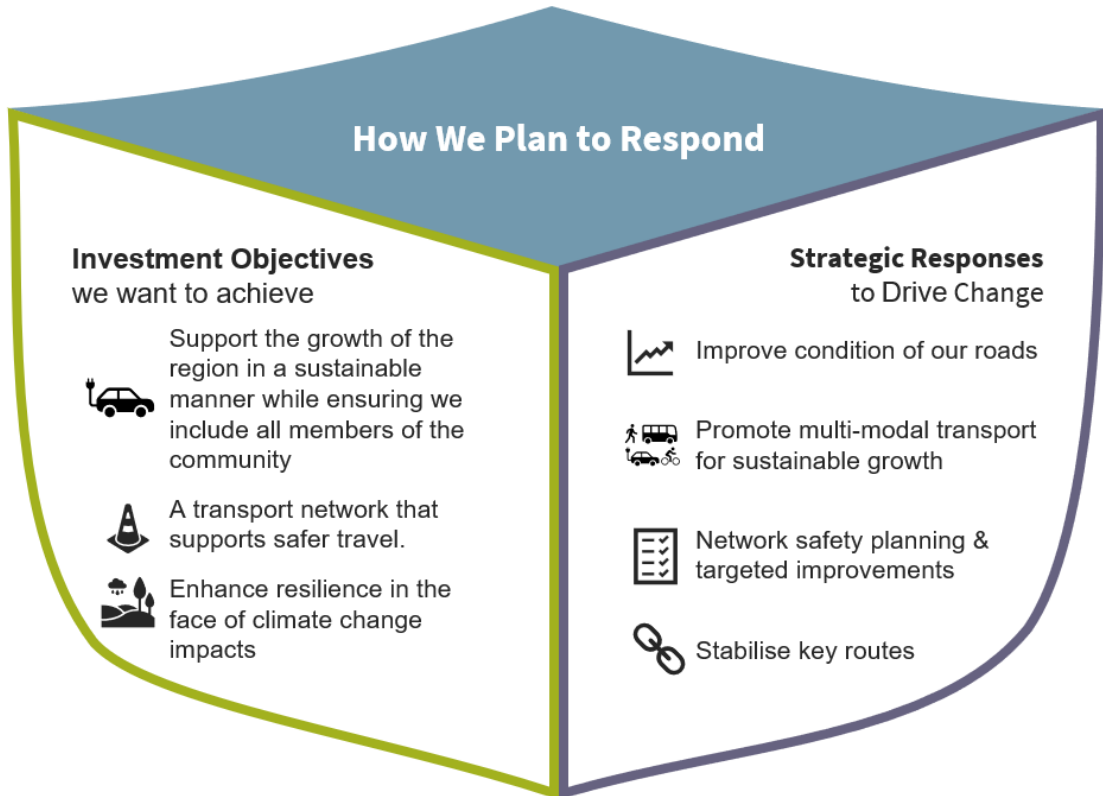 How We Plan to Respond
Investment Objectives
we want to achieve
Support the growth of the
region in a sustainable
manner while ensuring we
include all members of the
community
A transport network that
supports safer travel.
Enhance resilience in the
face of climate change
impacts
Strategic Responses
to Drive Change
Improve condition of our roads
Promote multi-modal transport
for sustainable growth
Network safety planning &
targeted improvements
Stabilise key routes